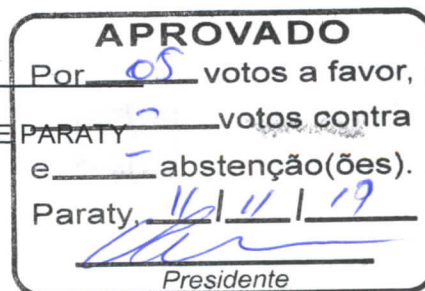 APROVADO
Por 05 votos a favor,
- votos contra
E PARATY
e - abstenção(ões).
Paraty, 11 / 11 / 19
Presidente